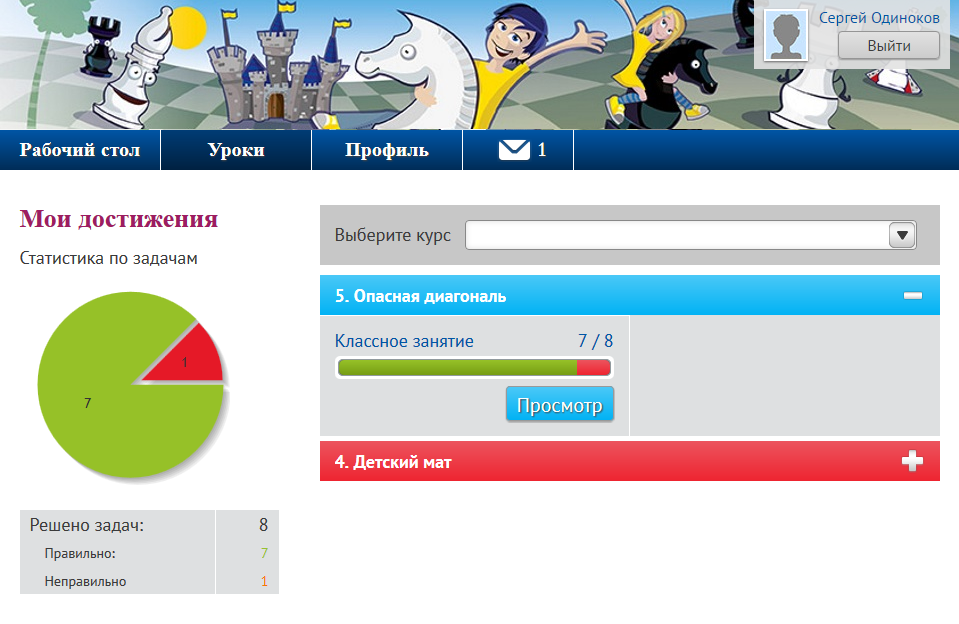 Сергей Одиноков
Выйти
Рабочий стол
Уроки
Профиль
1
Мои достижения
Статистика по задачам
1
7
Решено задач: 8
Правильно: 7
Неправильно 1
Выберите курс
5. Опасная диагональ
Классное занятие 7 / 8
Просмотр
4. Детский мат